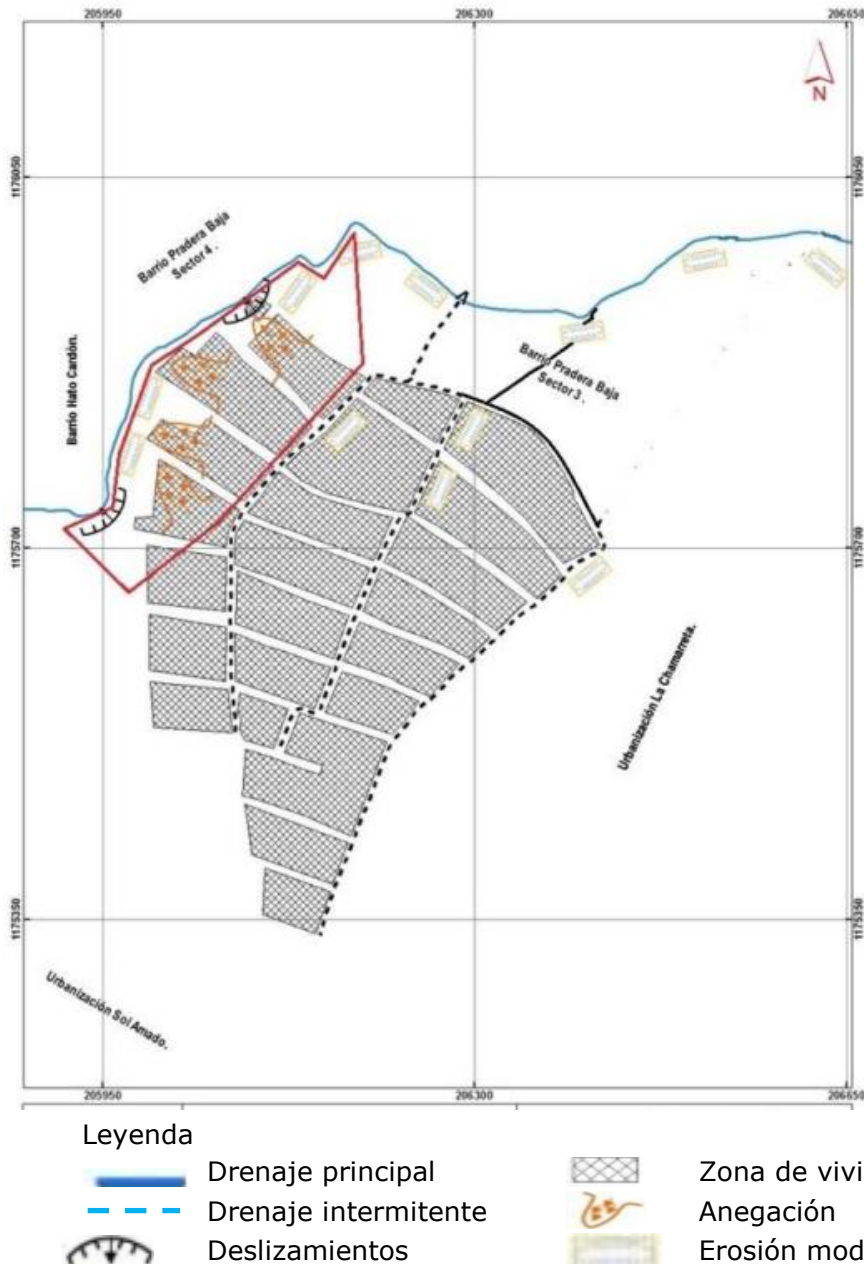 205950
206300
206650
N
1176050
1176050
Barrio Pradera Baja
Sector 4 .
Barrio Hato Cardón.
Barrio Pradera Baja
Sector 3 .
1175700
1175700
Urbanización La Chamarreta.
1175350
1175350
Urbanización Sol Amado.
205950
206300
206650
Leyenda
Drenaje principal
Zona de vivi
Drenaje intermitente
Anegación
Deslizamientos
Erosión mod